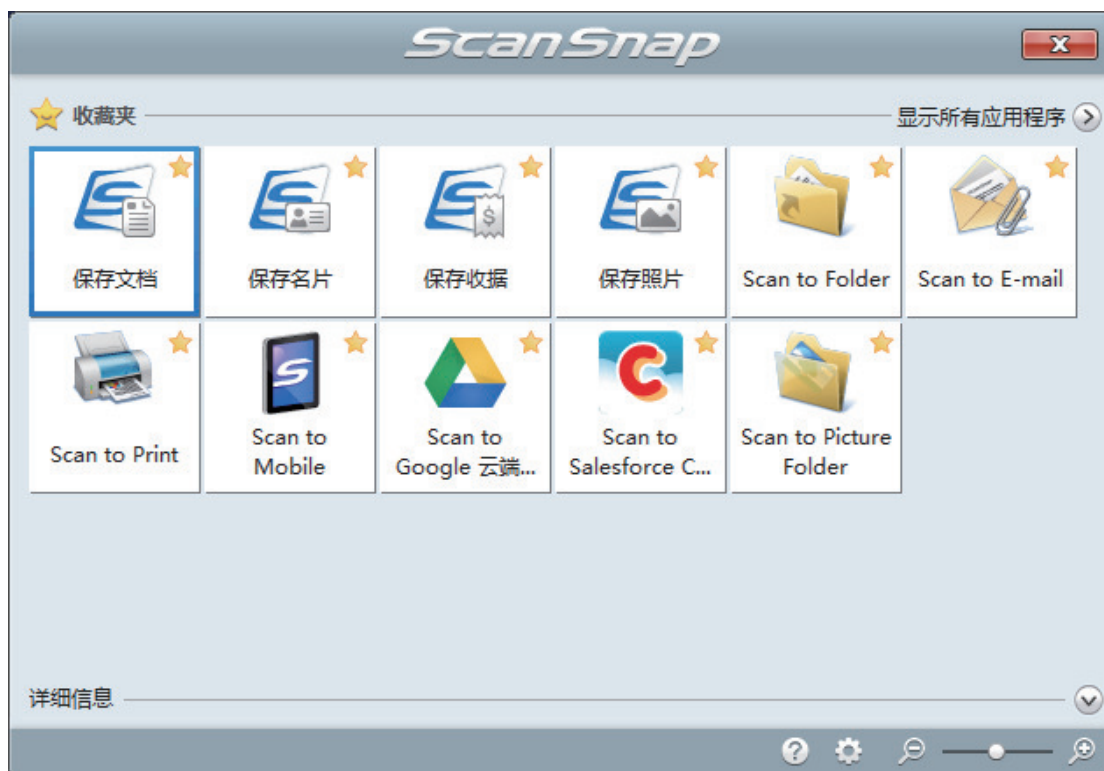 ScanSnap
收藏夹
显示所有应用程序
保存文档
保存名片
保存收据
保存照片
Scan to Folder
Scan to E-mail
Scan to Print
Scan to
Mobile
Scan to
Google 云端...
Scan to
Salesforce C...
Scan to Picture
Folder
详细信息